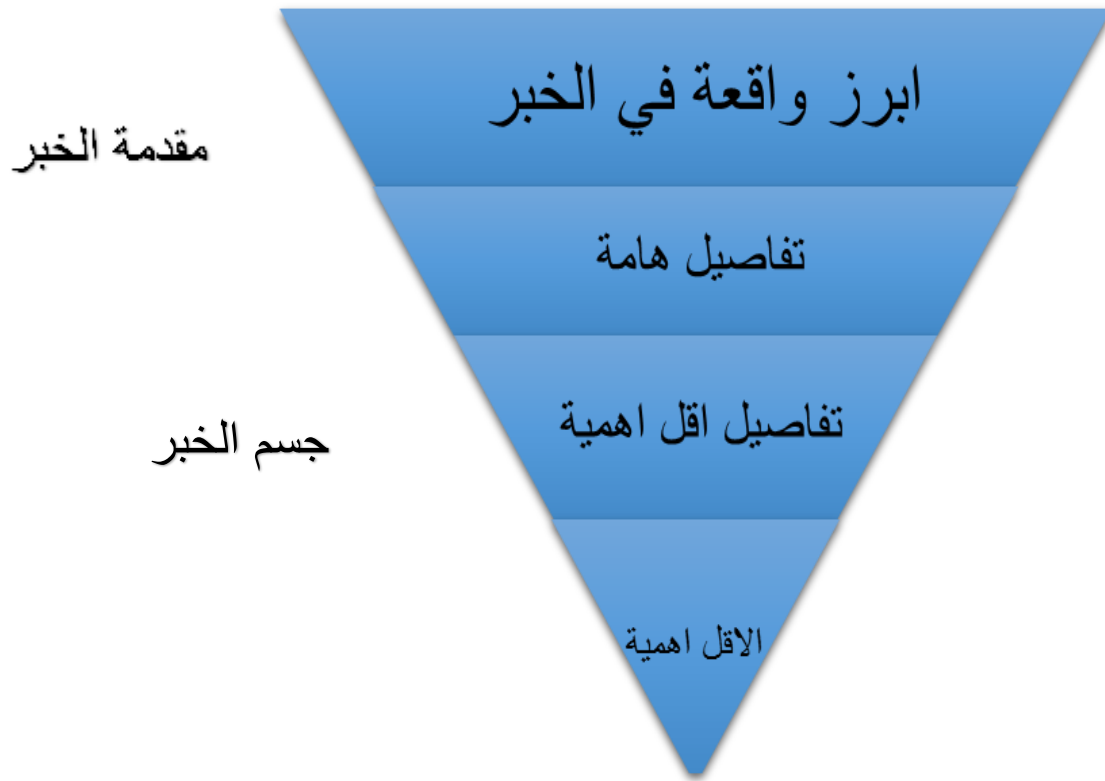 ابرز واقعة في الخبر
مقدمة الخبر
تفاصيل هامة
تفاصيل اقل اهمية
جسم الخبر
الاقل اهمية